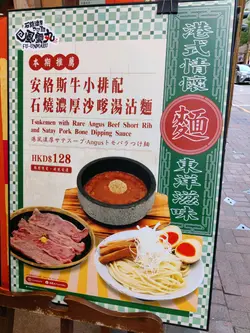 本期推薦
安格斯牛小排配
石燒濃厚沙嗲湯沾麵
Tsukemen with Rare Angus Beef Short Rib
and Satay Pork Bone Dipping Sauce
HKD$128
港式情懷
麵
東洋滋味